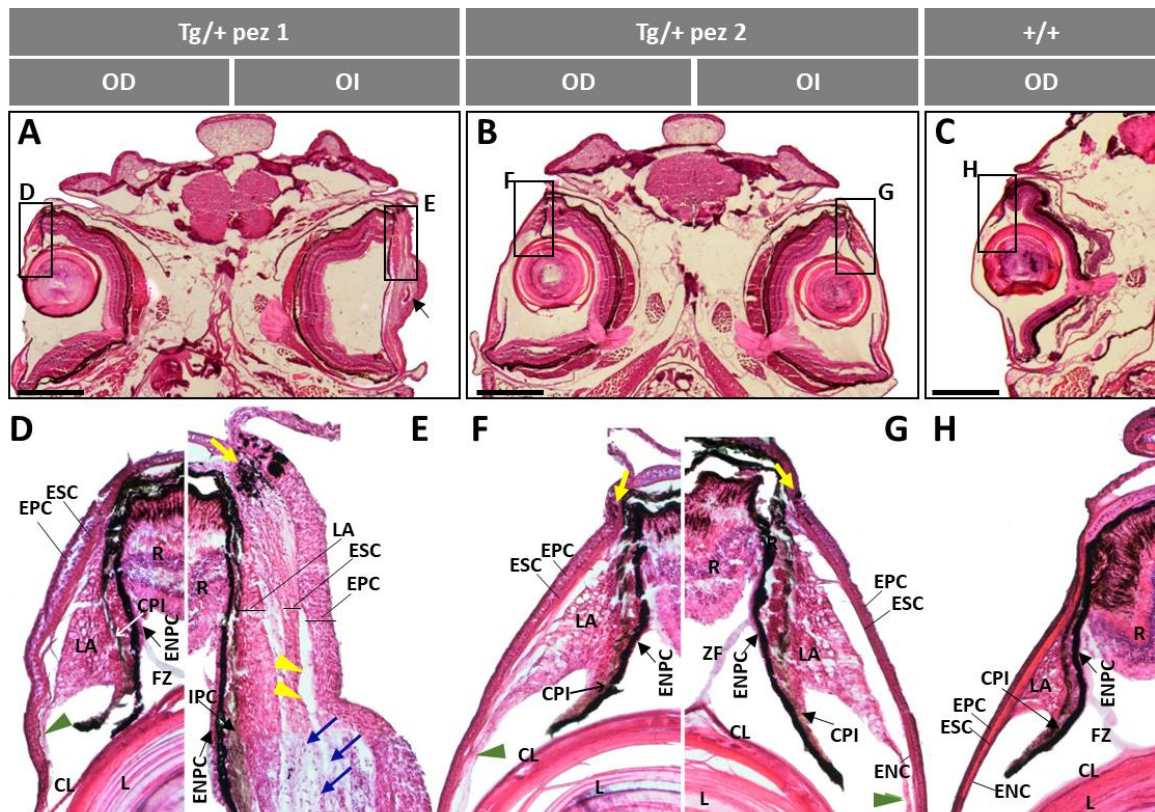 Tg/+ pez 1 Tg/+ pez 2 +/+
OD OI OD OI OD
A B C
D E F G H
D E F G H
EPC ESC R CPI LA ENPC FZ CL L
R LA ESC EPC IPC ENPC
ESC EPC LA CPI ENPC CL L
R ZF ENPC LA CPI EPC ESC CL L ENC
R CPI LA ENPC EPC ESC FZ CL L ENC